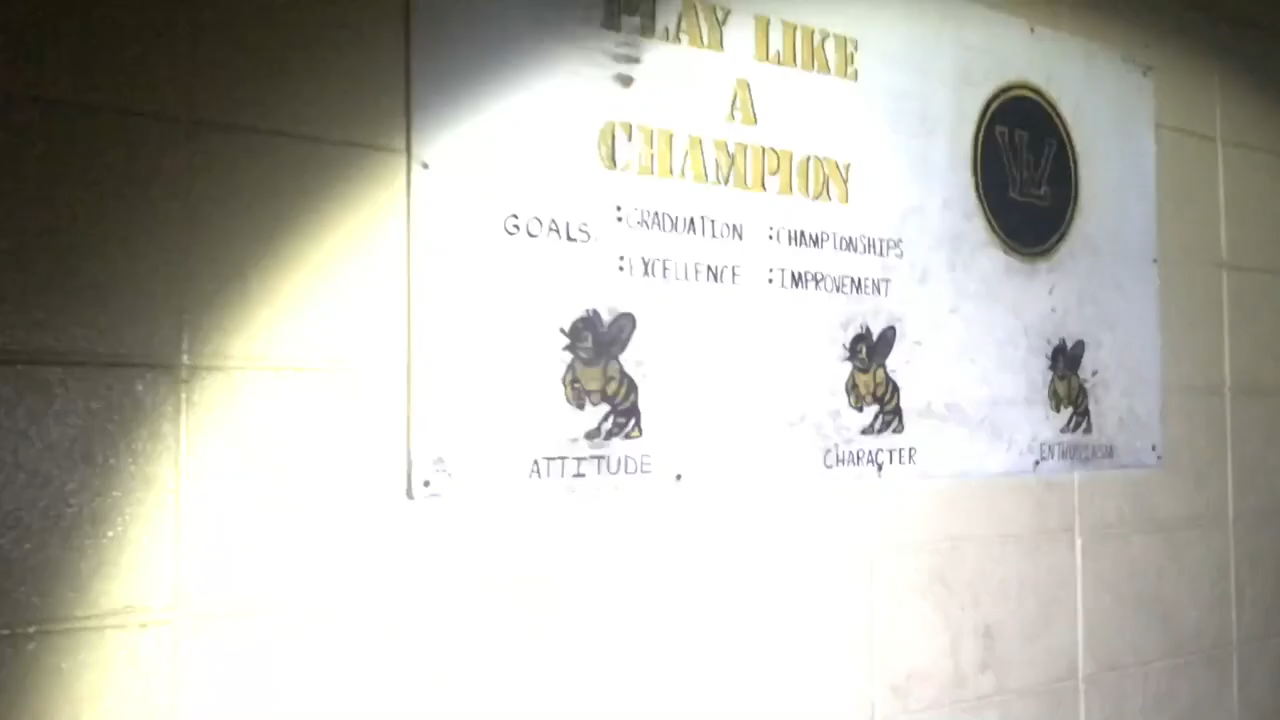 PLAY LIKE
A
CHAMPION
GOALS :GRADUATION :CHAMPIONSHIPS
:EXCELLENCE :IMPROVEMENT
ATTITUDE CHARACTER ENTHUSIASM